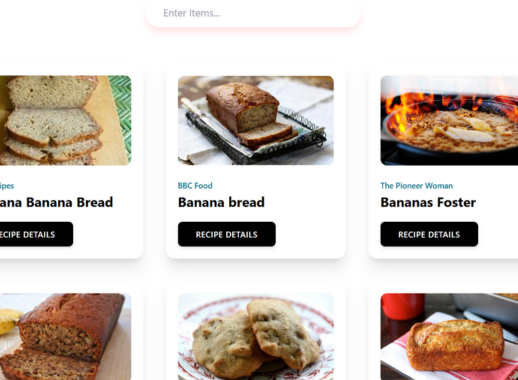 Enter Items...
ipes
BBC Food
The Pioneer Woman
ana Banana Bread
Banana bread
Bananas Foster
ECIPE DETAILS
RECIPE DETAILS
RECIPE DETAILS